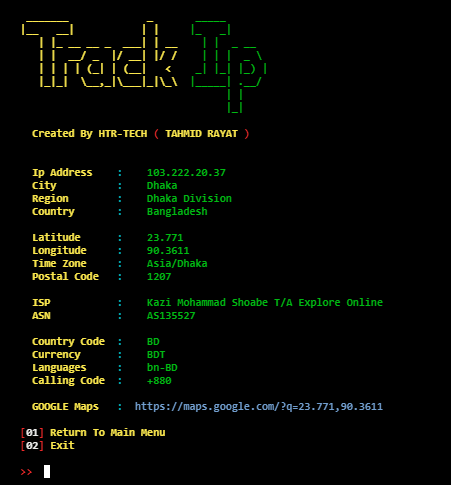 Track Ip
Created By HTR-TECH ( TAHMID RAYAT )
Ip Address : 103.222.20.37
City : Dhaka
Region : Dhaka Division
Country : Bangladesh
Latitude : 23.771
Longitude : 90.3611
Time Zone : Asia/Dhaka
Postal Code : 1207
ISP : Kazi Mohammad Shoabe T/A Explore Online
ASN : AS135527
Country Code : BD
Currency : BDT
Languages : bn-BD
Calling Code : +880
GOOGLE Maps : https://maps.google.com/?q=23.771,90.3611
[01] Return To Main Menu
[02] Exit
>>